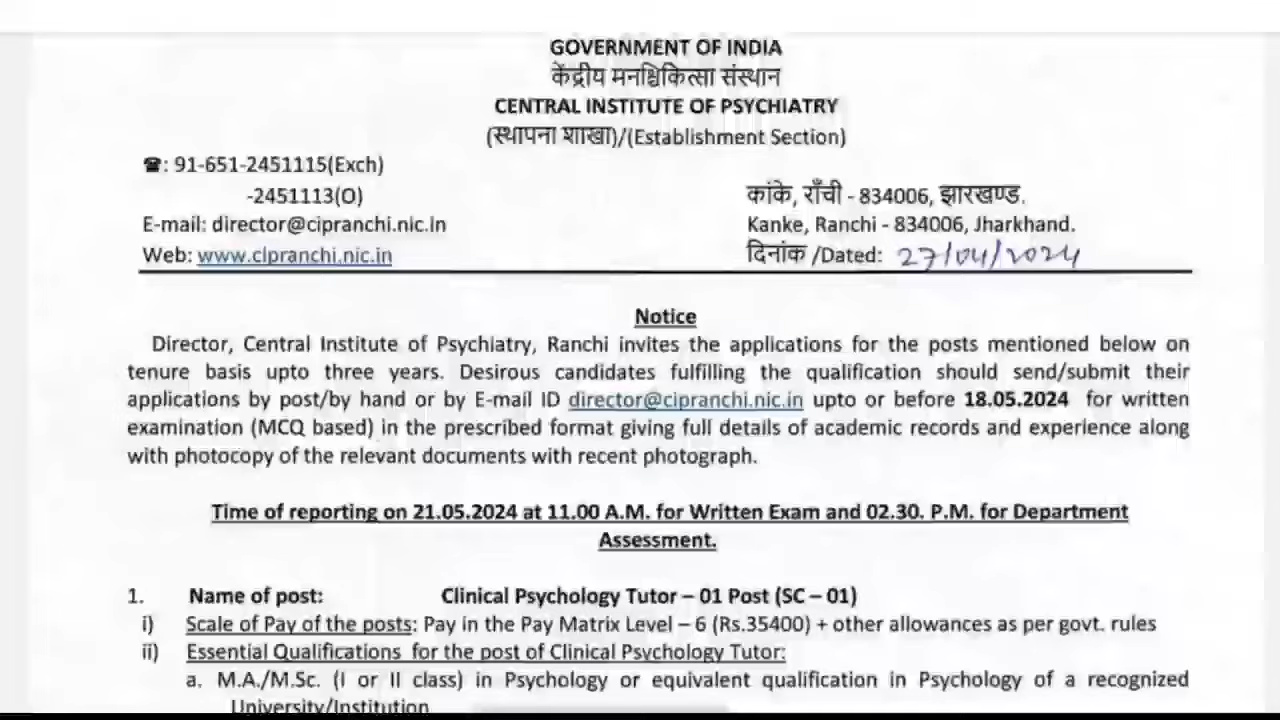 GOVERNMENT OF INDIA
केंद्रीय मनश्चिकित्सा संस्थान
CENTRAL INSTITUTE OF PSYCHIATRY
(स्थापना शाखा)/(Establishment Section)
☎: 91-651-2451115(Exch)
-2451113(O)
E-mail: director@cipranchi.nic.in
Web: www.cipranchi.nic.in
कांके, राँची - 834006, झारखण्ड.
Kanke, Ranchi - 834006, Jharkhand.
दिनांक /Dated: 27/04/2024
Notice
Director, Central Institute of Psychiatry, Ranchi invites the applications for the posts mentioned below on
tenure basis upto three years. Desirous candidates fulfilling the qualification should send/submit their
applications by post/by hand or by E-mail ID director@cipranchi.nic.in upto or before 18.05.2024 for written
examination (MCQ based) in the prescribed format giving full details of academic records and experience along
with photocopy of the relevant documents with recent photograph.
Time of reporting on 21.05.2024 at 11.00 A.M. for Written Exam and 02.30. P.M. for Department
Assessment.
1. Name of post: Clinical Psychology Tutor – 01 Post (SC – 01)
i) Scale of Pay of the posts: Pay in the Pay Matrix Level – 6 (Rs.35400) + other allowances as per govt. rules
ii) Essential Qualifications for the post of Clinical Psychology Tutor:
a. M.A./M.Sc. (I or II class) in Psychology or equivalent qualification in Psychology of a recognized
University/Institution